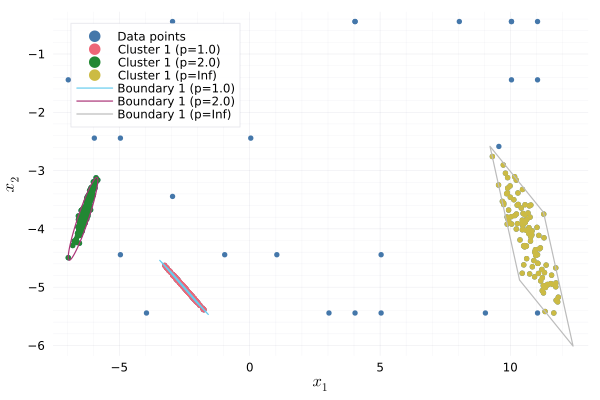 Data points
Cluster 1 (p=1.0)
Cluster 1 (p=2.0)
Cluster 1 (p=Inf)
Boundary 1 (p=1.0)
Boundary 1 (p=2.0)
Boundary 1 (p=Inf)
−1
−2
−3
−4
−5
−6
x₂
−5 0 5 10
x₁